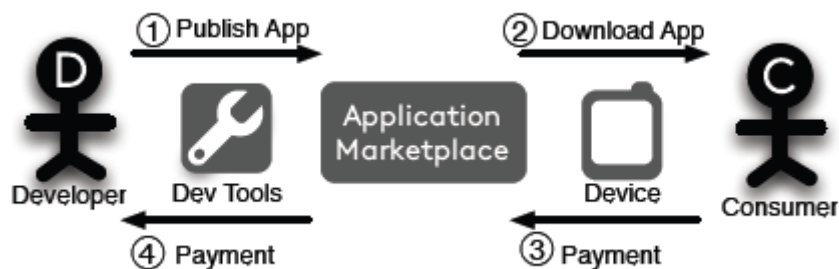 ① Publish App
② Download App
D
C
Application
Marketplace
Developer
Dev Tools
Device
Consumer
④ Payment
③ Payment